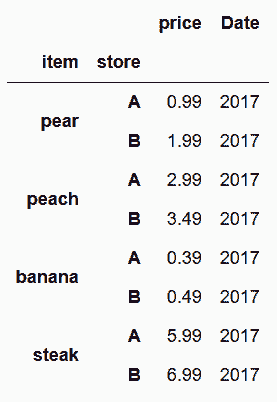 price Date
item store
pear A 0.99 2017
B 1.99 2017
peach A 2.99 2017
B 3.49 2017
banana A 0.39 2017
B 0.49 2017
steak A 5.99 2017
B 6.99 2017